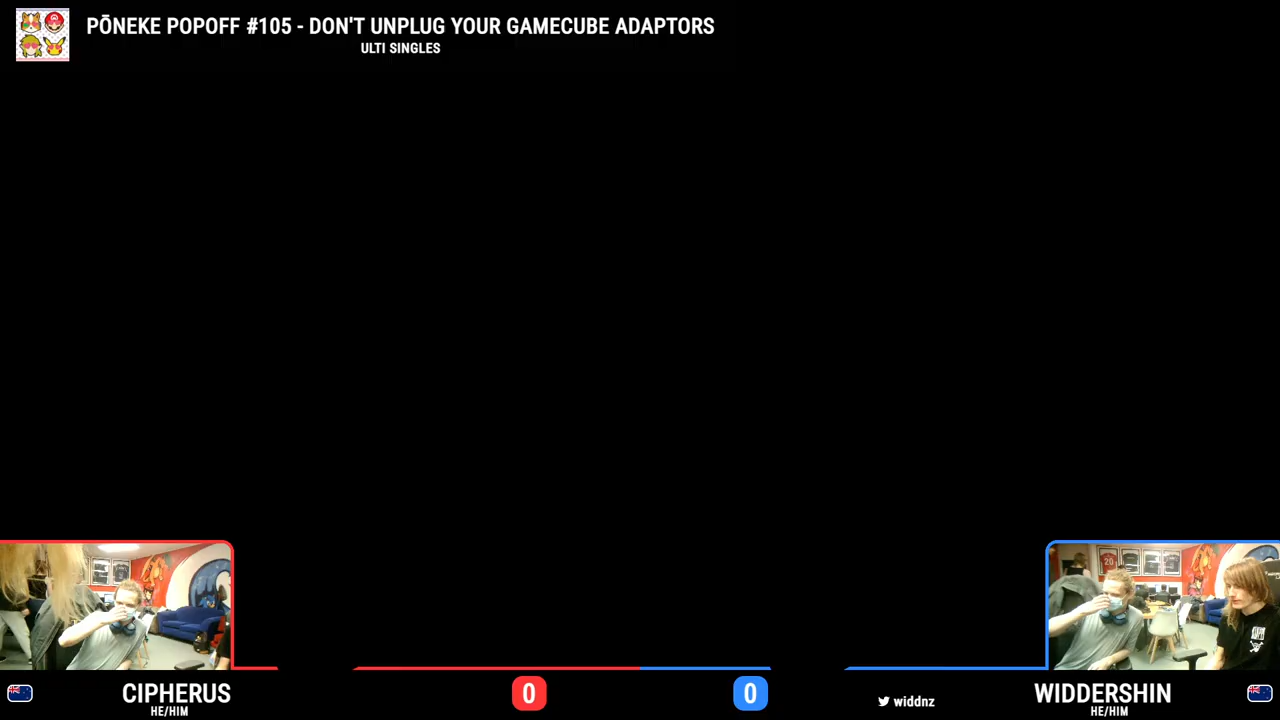 PŌNEKE POPOFF #105 - DON'T UNPLUG YOUR GAMECUBE ADAPTORS
ULTI SINGLES
20
CIPHERUS
HE/HIM
0
0
widdnz
WIDDERSHIN
HE/HIM